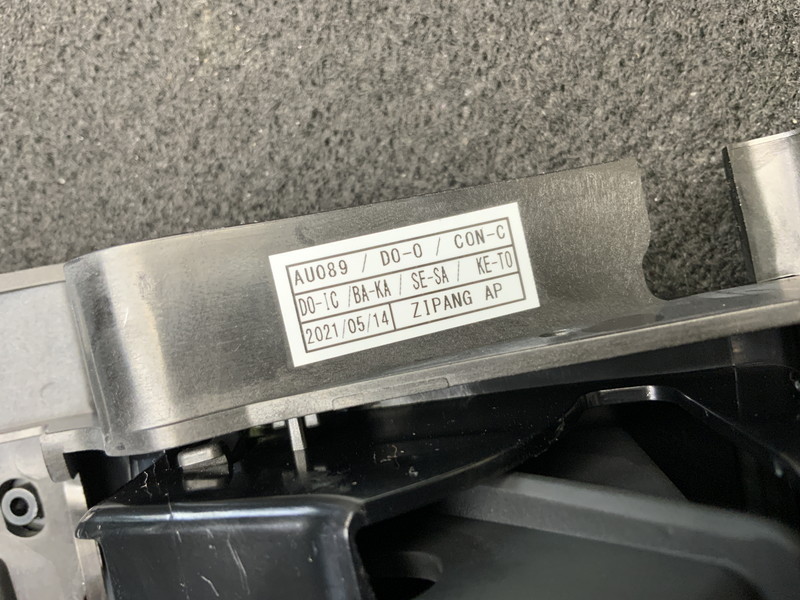 AU089 / DO-O / CON-C
DO-IC /BA-KA / SE-SA / KE-TO
2021/05/14 ZIPANG AP